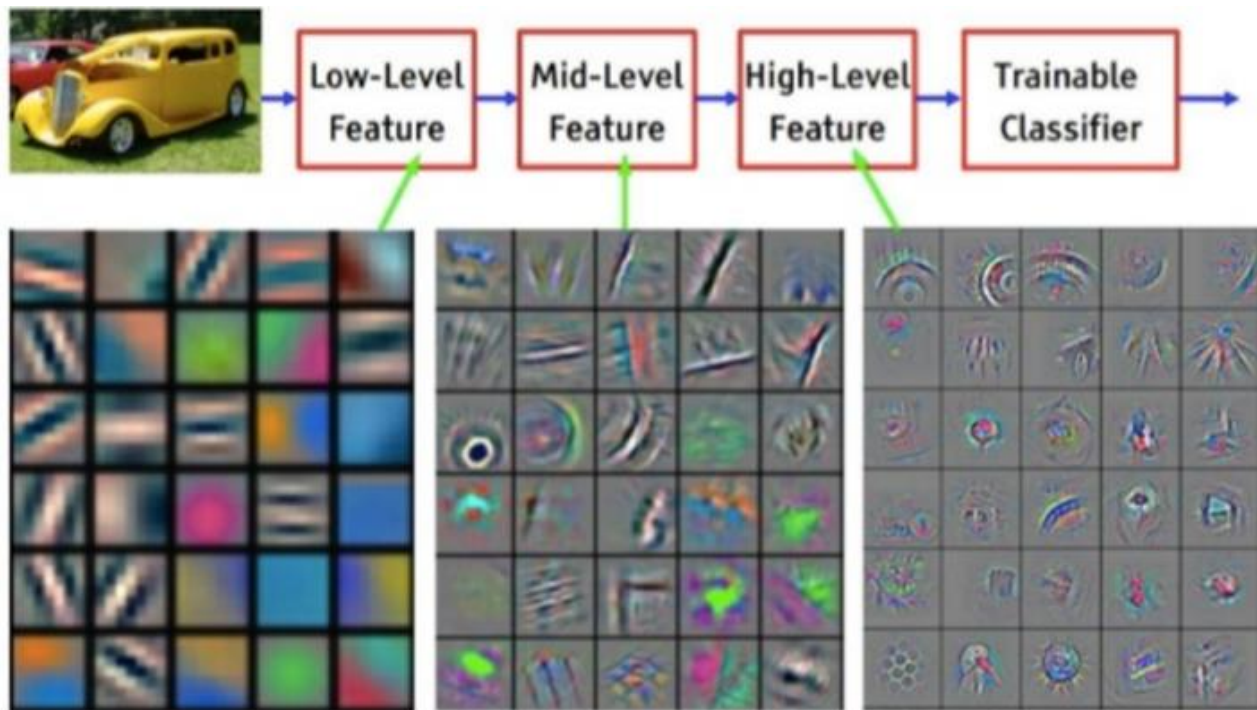 Low-Level
Feature
Mid-Level
Feature
High-Level
Feature
Trainable
Classifier